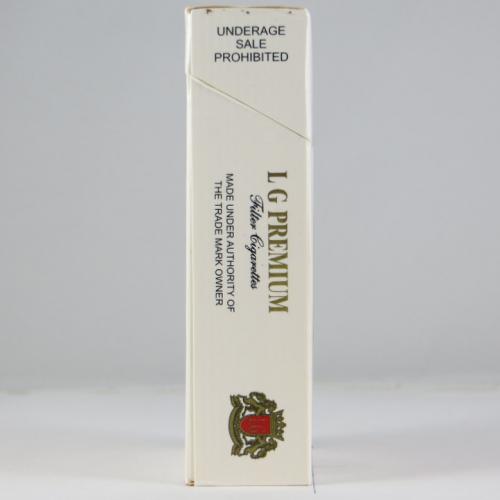 UNDERAGE
SALE
PROHIBITED
L G PREMIUM
Filter Cigarettes
MADE UNDER AUTHORITY OF
THE TRADE MARK OWNER